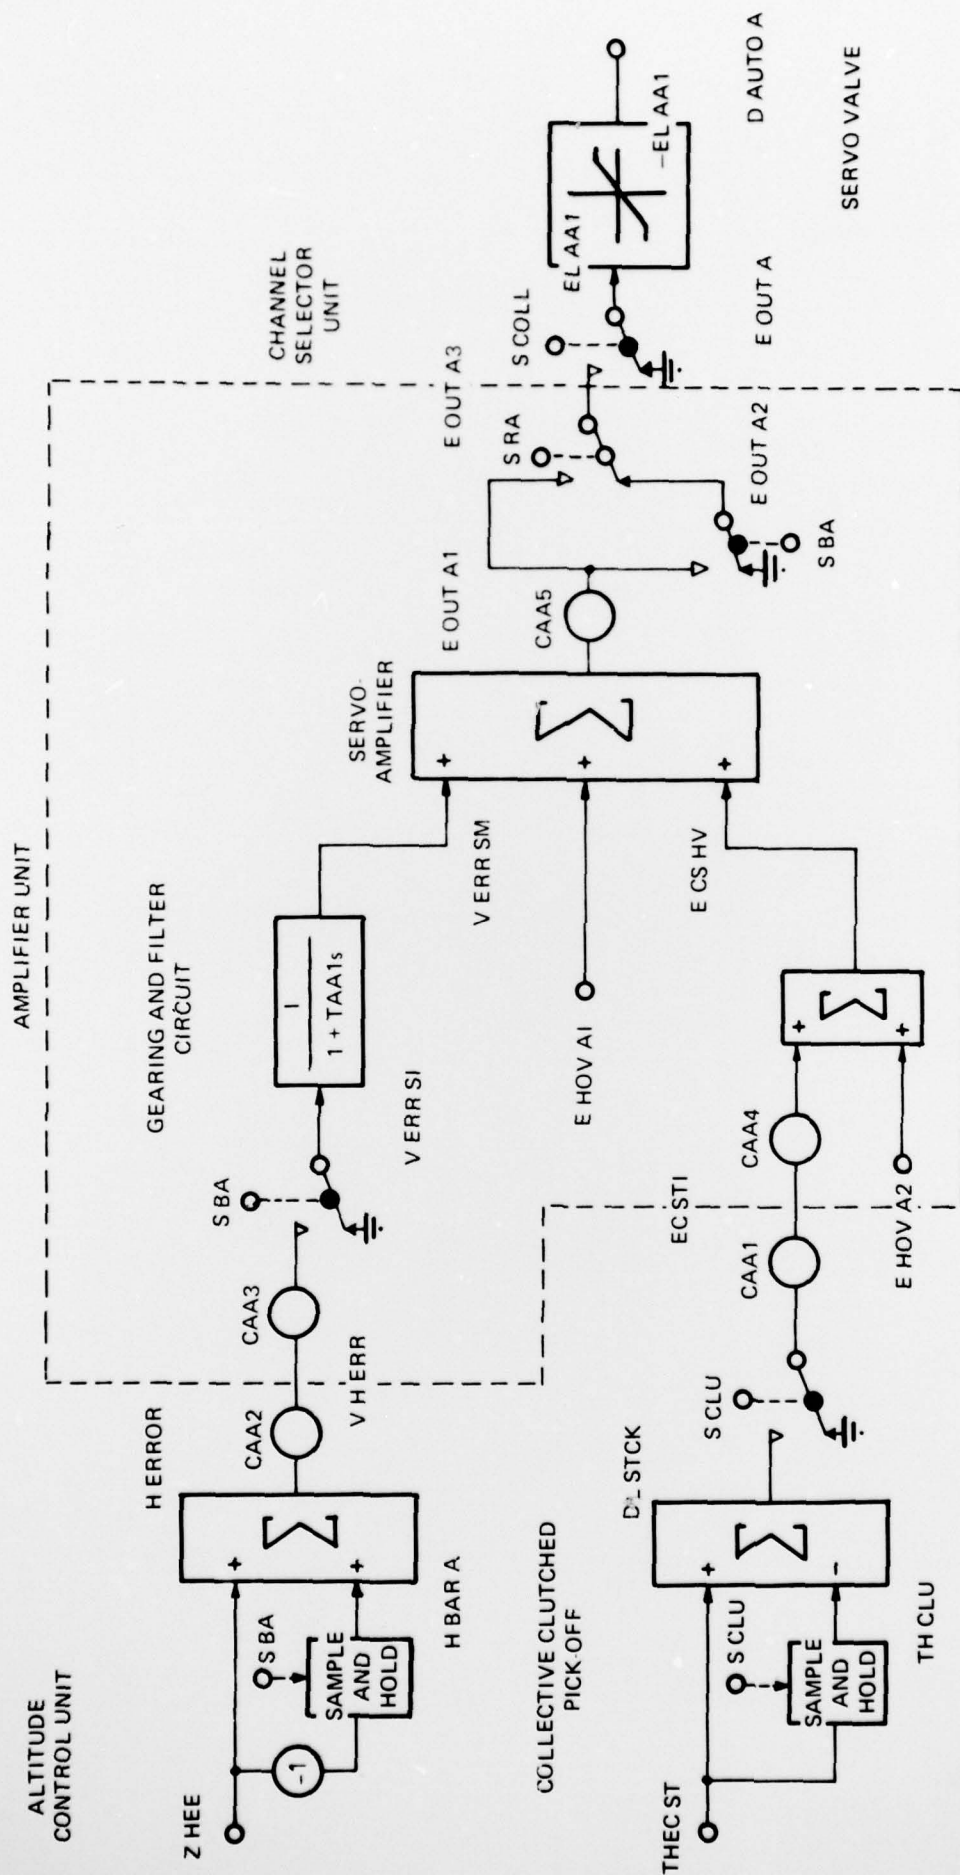 ALTITUDE
CONTROL UNIT
AMPLIFIER UNIT
H ERROR
GEARING AND FILTER
CIRCUIT
CHANNEL
SELECTOR
UNIT
Z HEE
-1
S BA
SAMPLE
AND
HOLD
H BAR A
+
+
Σ
CAA2
V H ERR
CAA3
S BA
V ERR SI
1
1 + TAA1s
V ERR SM
SERVO-
AMPLIFIER
+
+
+
Σ
E HOV A1
E CS HV
E OUT A1
CAA5
S RA
E OUT A3
E OUT A2
S BA
S COLL
E OUT A
EL AA1
-EL AA1
D AUTO A
SERVO VALVE
COLLECTIVE CLUTCHED
PICK-OFF
THEC ST
S CLU
SAMPLE
AND
HOLD
TH CLU
+
-
Σ
STCK
S CLU
CAA1
EC STI
CAA4
E HOV A2
+
+
Σ